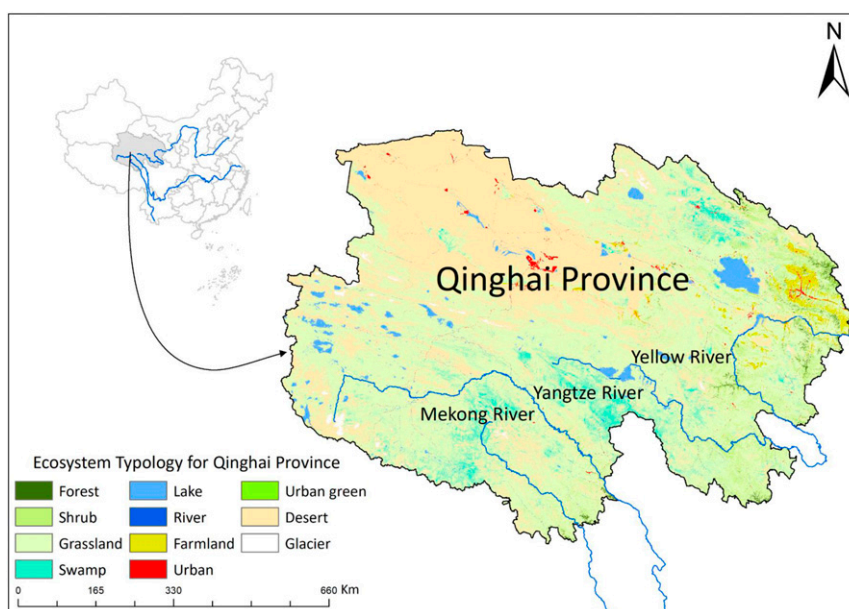 N
Qinghai Province
Yellow River
Yangtze River
Mekong River
Ecosystem Typology for Qinghai Province
Forest
Lake
Urban green
Shrub
River
Desert
Grassland
Farmland
Glacier
Swamp
Urban
0 165 330 660 Km